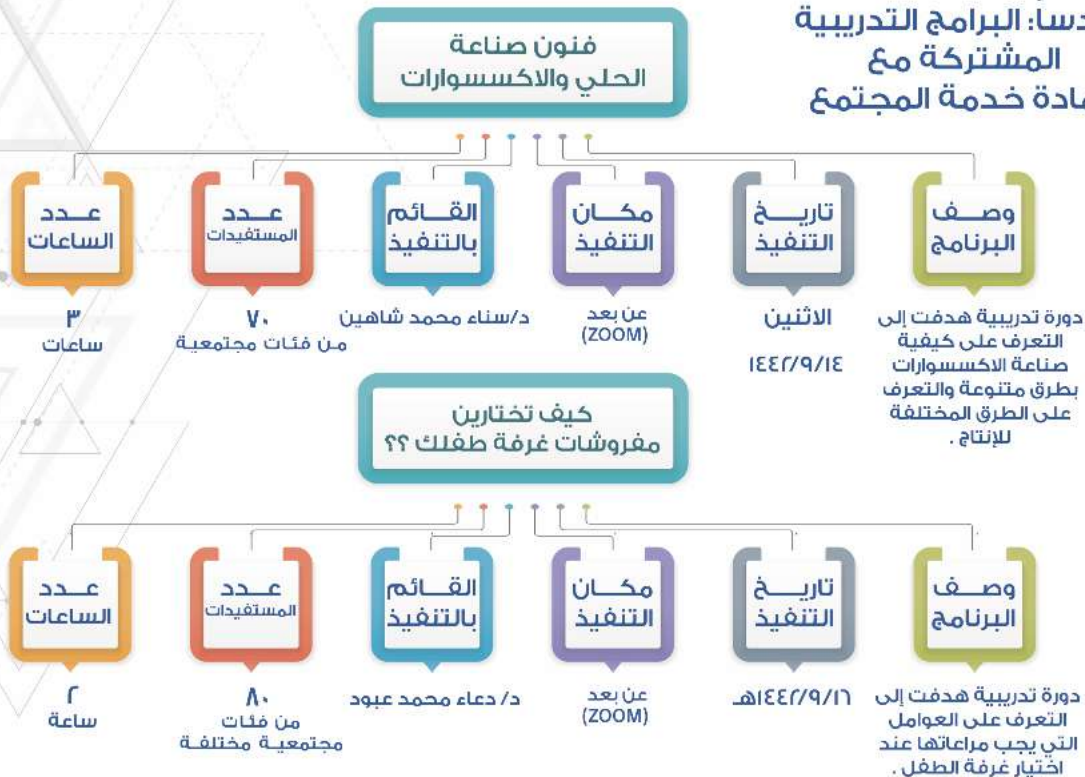 البرامج التدريبية
المشتركة مع
خدمة المجتمع
فنون صناعة
الحلي والاكسسوارات
وصف
البرنامج
تاريخ
التنفيذ
مكان
التنفيذ
القائم
بالتنفيذ
عدد
المستفيدات
عدد
الساعات
دورة تدريبية هدفت إلى
التعرف على كيفية
صناعة الاكسسوارات
بطرق متنوعة والتعرف
على الطرق المختلفة
للإنتاج .
الاثنين
١٤٤٢/٩/١٤
عن بعد
(ZOOM)
د/سناء محمد شاهين
٧٠
من فئات مجتمعية
٣
ساعات
كيف تختارين
مفروشات غرفة طفلك ؟؟
وصف
البرنامج
تاريخ
التنفيذ
مكان
التنفيذ
القائم
بالتنفيذ
عدد
المستفيدات
عدد
الساعات
دورة تدريبية هدفت إلى
التعرف على العوامل
التي يجب مراعاتها عند
اختيار غرفة الطفل .
١٤٤٢/٩/١٦هـ
عن بعد
(ZOOM)
د/ دعاء محمد عبود
٨٠
من فئات
مجتمعية مختلفة
٢
ساعة